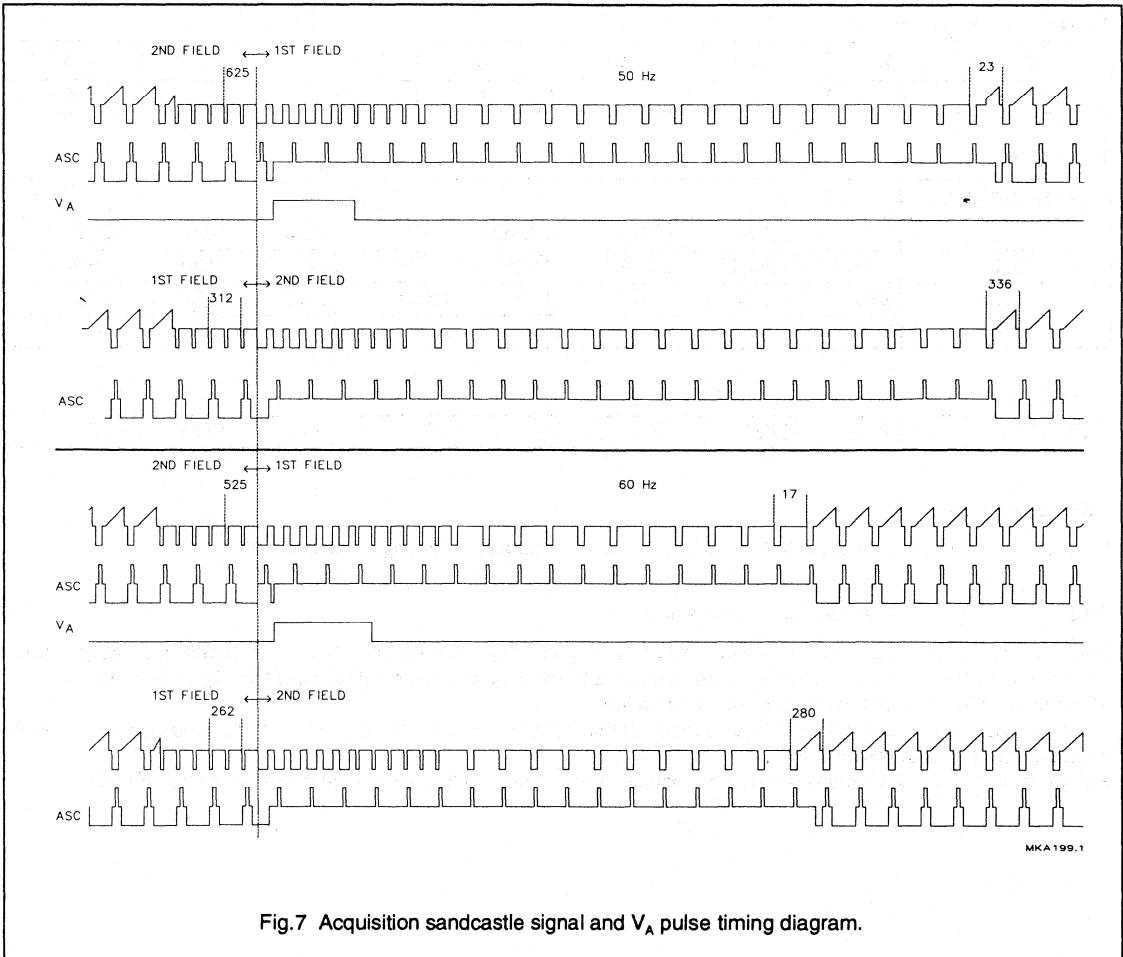 2ND FIELD ←→ 1ST FIELD
625
50 Hz
23
ASC
V A
1ST FIELD ←→ 2ND FIELD
312
336
ASC
2ND FIELD ←→ 1ST FIELD
525
60 Hz
17
ASC
V A
1ST FIELD ←→ 2ND FIELD
262
280
ASC
MKA199.1
Fig.7 Acquisition sandcastle signal and VA pulse timing diagram.